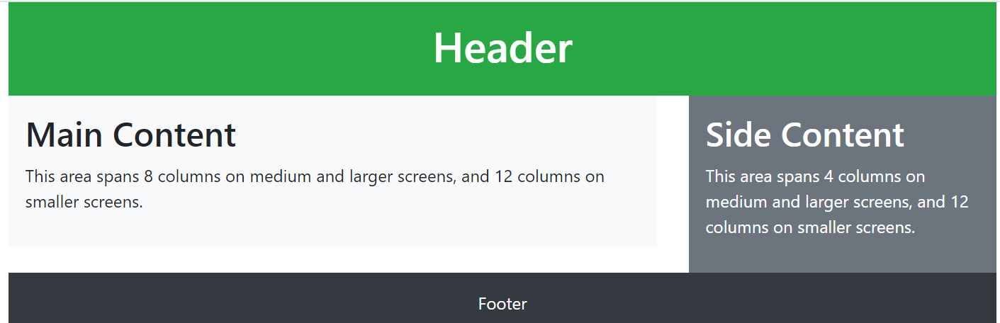 Header
Main Content
This area spans 8 columns on medium and larger screens, and 12 columns on
smaller screens.
Side Content
This area spans 4 columns on
medium and larger screens, and 12
columns on smaller screens.
Footer